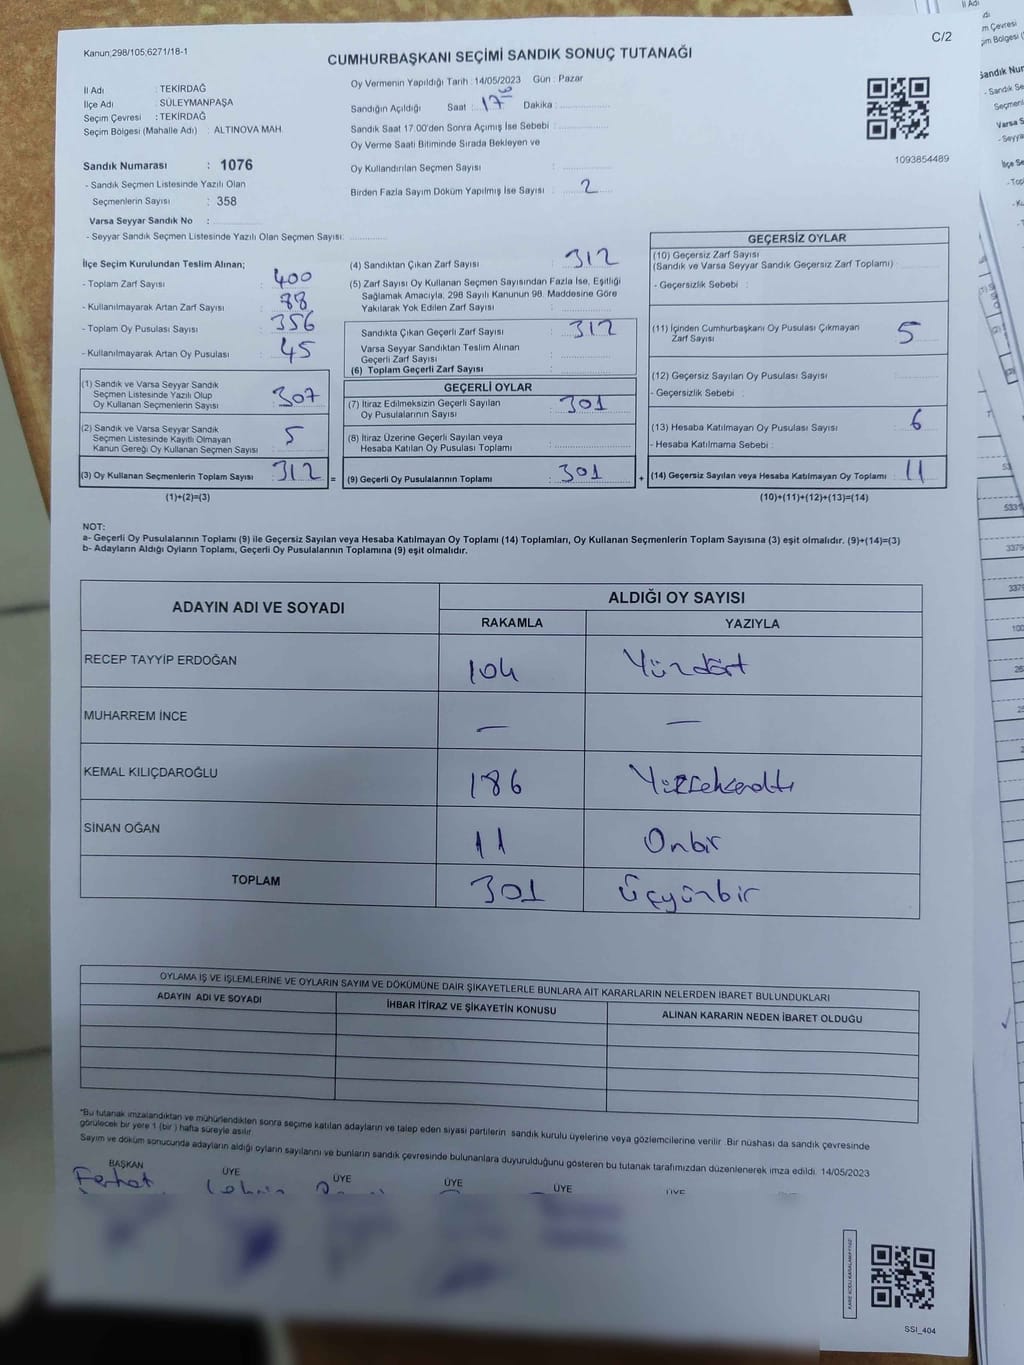 Kanun;298/105,6271/18-1
C/2
CUMHURBAŞKANI SEÇİMİ SANDIK SONUÇ TUTANAĞI
İl Adı : TEKİRDAĞ
İlçe Adı : SÜLEYMANPAŞA
Seçim Çevresi : TEKİRDAĞ
Seçim Bölgesi (Mahalle Adı) : ALTINOVA MAH.
Sandık Numarası : 1076
- Sandık Seçmen Listesinde Yazılı Olan
Seçmenlerin Sayısı : 358
Varsa Seyyar Sandık No :
- Seyyar Sandık Seçmen Listesinde Yazılı Olan Seçmen Sayısı:
Oy Vermenin Yapıldığı Tarih : 14/05/2023 Gün : Pazar
Sandığın Açıldığı Saat : 17 Dakika :
Sandık Saat 17.00'den Sonra Açımış İse Sebebi :
Oy Verme Saati Bitiminde Sırada Bekleyen ve
Oy Kullandırılan Seçmen Sayısı :
Birden Fazla Sayım Döküm Yapılmış İse Sayısı : 2
1093854489
İlçe Seçim Kurulundan Teslim Alınan;
- Toplam Zarf Sayısı : 400
- Kullanılmayarak Artan Zarf Sayısı : 88
- Toplam Oy Pusulası Sayısı : 356
- Kullanılmayarak Artan Oy Pusulası : 45
(1) Sandık ve Varsa Seyyar Sandık
Seçmen Listesinde Yazılı Olup
Oy Kullanan Seçmenlerin Sayısı : 307
(2) Sandık ve Varsa Seyyar Sandık
Seçmen Listesinde Kayıtlı Olmayan
Kanun Gereği Oy Kullanan Seçmen Sayısı : 5
(3) Oy Kullanan Seçmenlerin Toplam Sayısı : 312 =
(1)+(2)=(3)
(4) Sandıktan Çıkan Zarf Sayısı : 312
(5) Zarf Sayısı Oy Kullanan Seçmen Sayısından Fazla İse, Eşitliği
Sağlamak Amacıyla; 298 Sayılı Kanunun 98. Maddesine Göre
Yakılarak Yok Edilen Zarf Sayısı :
Sandıkta Çıkan Geçerli Zarf Sayısı : 312
Varsa Seyyar Sandıktan Teslim Alınan
Geçerli Zarf Sayısı :
(6) Toplam Geçerli Zarf Sayısı :
GEÇERLİ OYLAR
(7) İtiraz Edilmeksizin Geçerli Sayılan
Oy Pusulalarının Sayısı : 301
(8) İtiraz Üzerine Geçerli Sayılan veya
Hesaba Katılan Oy Pusulası Toplamı :
(9) Geçerli Oy Pusulalarının Toplamı : 301 +
GEÇERSİZ OYLAR
(10) Geçersiz Zarf Sayısı
(Sandık ve Varsa Seyyar Sandık Geçersiz Zarf Toplamı) :
- Geçersizlik Sebebi :
(11) İçinden Cumhurbaşkanı Oy Pusulası Çıkmayan
Zarf Sayısı : 5
(12) Geçersiz Sayılan Oy Pusulası Sayısı :
- Geçersizlik Sebebi :
(13) Hesaba Katılmayan Oy Pusulası Sayısı : 6
- Hesaba Katılmama Sebebi :
(14) Geçersiz Sayılan veya Hesaba Katılmayan Oy Toplamı : 11
(10)+(11)+(12)+(13)=(14)
NOT:
a- Geçerli Oy Pusulalarının Toplamı (9) ile Geçersiz Sayılan veya Hesaba Katılmayan Oy Toplamı (14) Toplamları, Oy Kullanan Seçmenlerin Toplam Sayısına (3) eşit olmalıdır. (9)+(14)=(3)
b- Adayların Aldığı Oyların Toplamı, Geçerli Oy Pusulalarının Toplamına (9) eşit olmalıdır.
ADAYIN ADI VE SOYADI ALDIĞI OY SAYISI
RAKAMLA YAZIYLA
RECEP TAYYİP ERDOĞAN 104 Yüzdört
MUHARREM İNCE — —
KEMAL KILIÇDAROĞLU 186 Yüzseksenaltı
SİNAN OĞAN 11 Onbir
TOPLAM 301 Üçyüzbir
OYLAMA İŞ VE İŞLEMLERİNE VE OYLARIN SAYIM VE DÖKÜMÜNE DAİR ŞİKAYETLERLE BUNLARA AİT KARARLARIN NELERDEN İBARET BULUNDUKLARI
ADAYIN ADI VE SOYADI İHBAR İTİRAZ VE ŞİKAYETİN KONUSU ALINAN KARARIN NEDEN İBARET OLDUĞU
*Bu tutanak imzalandıktan ve mühürlendikten sonra seçime katılan adayların ve talep eden siyasi partilerin sandık kurulu üyelerine veya gözlemcilerine verilir. Bir nüshası da sandık çevresinde
görülecek bir yere 1 (bir ) hafta süreyle asılır.
Sayım ve döküm sonucunda adayların aldığı oyların sayılarını ve bunların sandık çevresinde bulunanlara duyurulduğunu gösteren bu tutanak tarafımızdan düzenlenerek imza edildi. 14/05/2023
BAŞKAN ÜYE ÜYE ÜYE ÜYE ÜYE
Ferhat
SSI_404